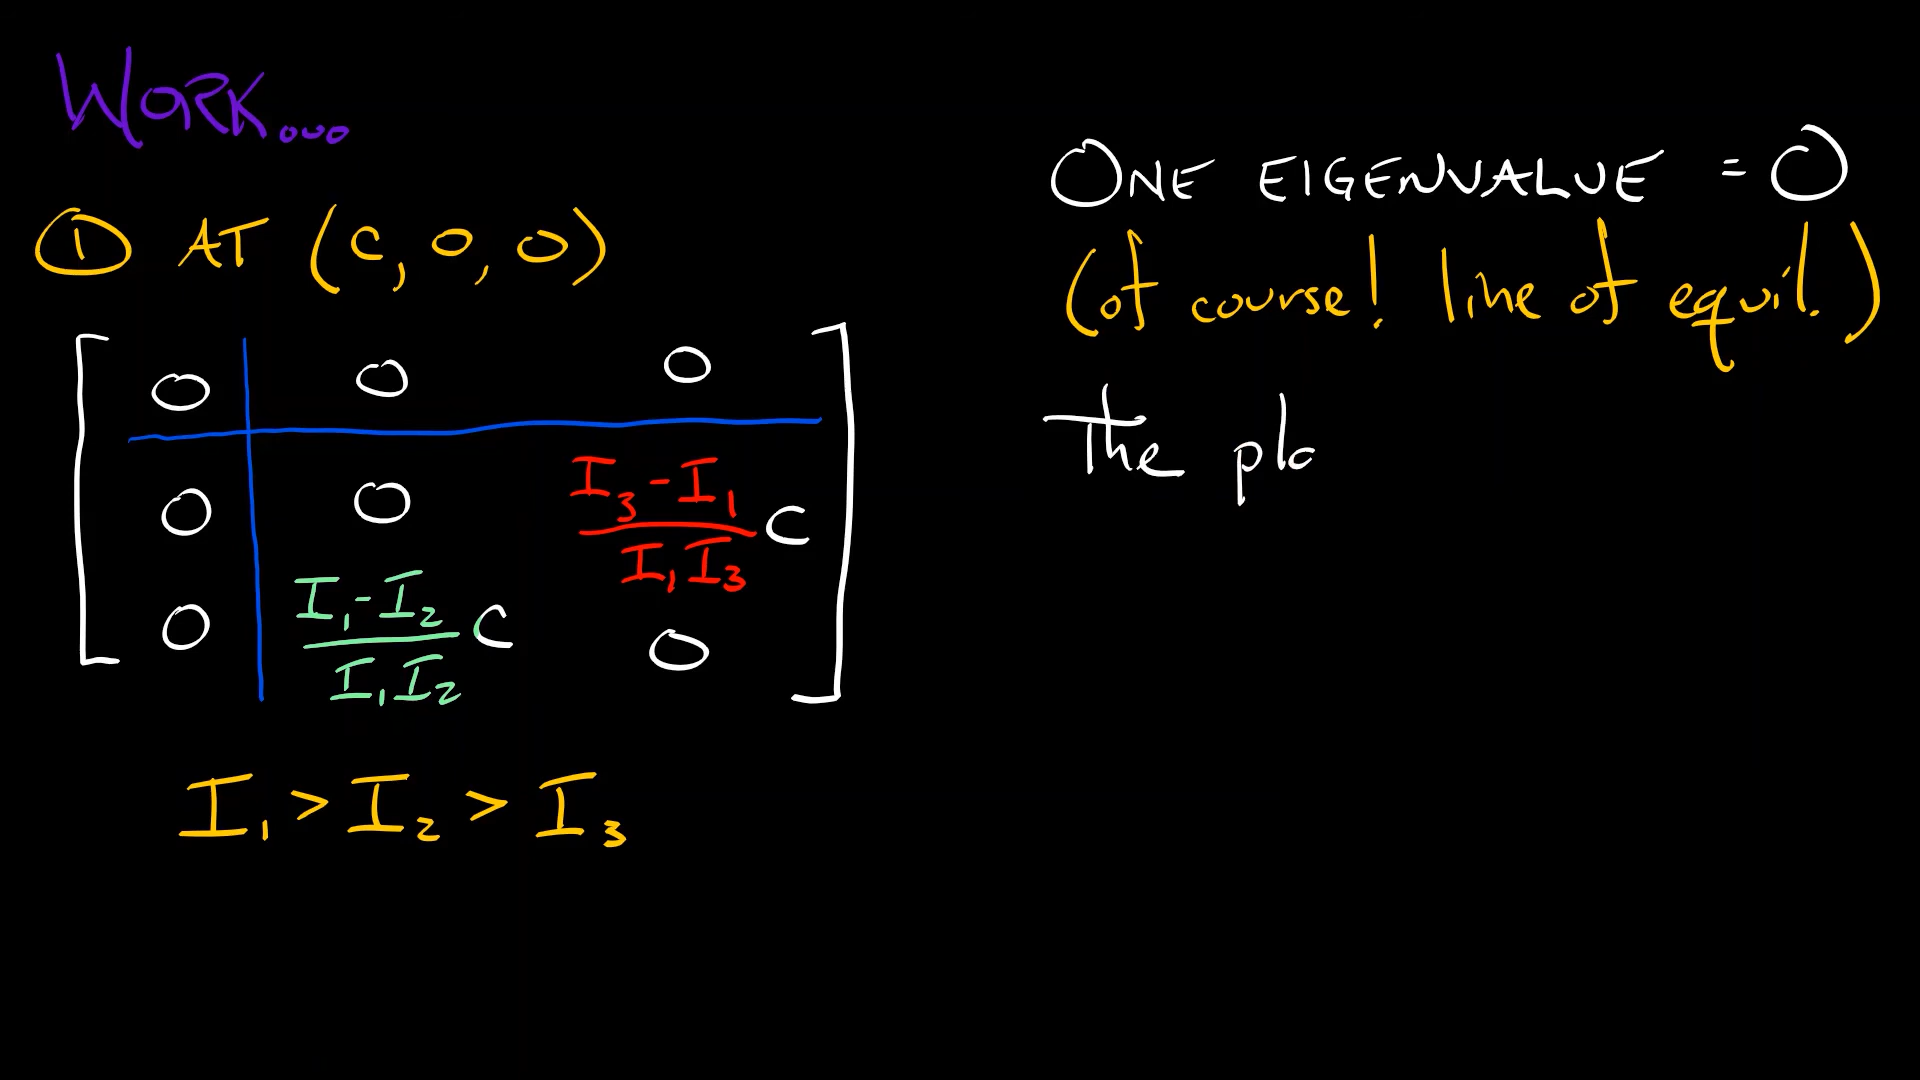 WORK...
① AT (C, 0, 0)
0 0 0
0 0 I₃-I₁/I₁I₃ C
0 I₁-I₂/I₁I₂ C 0
I₁ > I₂ > I₃
ONE EIGENVALUE = 0
(of course! line of equil.)
The pla